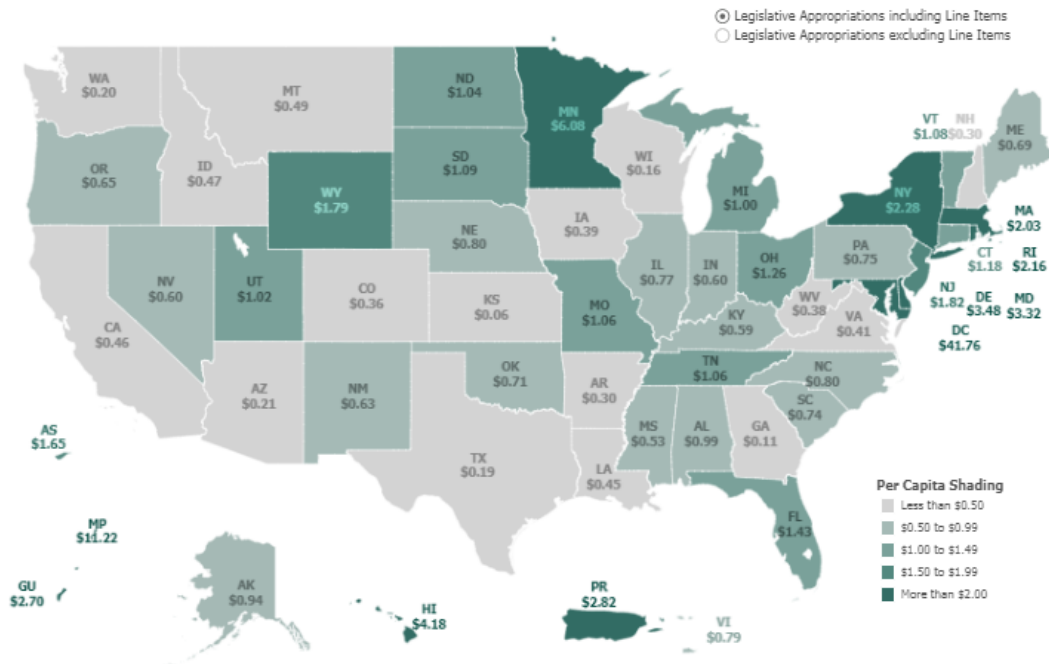 Legislative Appropriations including Line Items
Legislative Appropriations excluding Line Items
WA
$0.20
MT
$0.49
ND
$1.04
MN
$6.08
VT
$1.08
NH
$0.30
ME
$0.69
OR
$0.65
ID
$0.47
SD
$1.09
WI
$0.16
WY
$1.79
MI
$1.00
NY
$2.28
MA
$2.03
IA
$0.39
NE
$0.80
PA
$0.75
CT
$1.18
RI
$2.16
NV
$0.60
UT
$1.02
CO
$0.36
KS
$0.06
MO
$1.06
IL
$0.77
IN
$0.60
OH
$1.26
WV
$0.38
VA
$0.41
NJ
$1.82
DE
$3.48
MD
$3.32
DC
$41.76
CA
$0.46
KY
$0.59
AZ
$0.21
NM
$0.63
OK
$0.71
AR
$0.30
TN
$1.06
NC
$0.80
SC
$0.74
AS
$1.65
TX
$0.19
LA
$0.45
MS
$0.53
AL
$0.99
GA
$0.11
FL
$1.43
MP
$11.22
GU
$2.70
AK
$0.94
HI
$4.18
PR
$2.82
VI
$0.79
Per Capita Shading
Less than $0.50
$0.50 to $0.99
$1.00 to $1.49
$1.50 to $1.99
More than $2.00